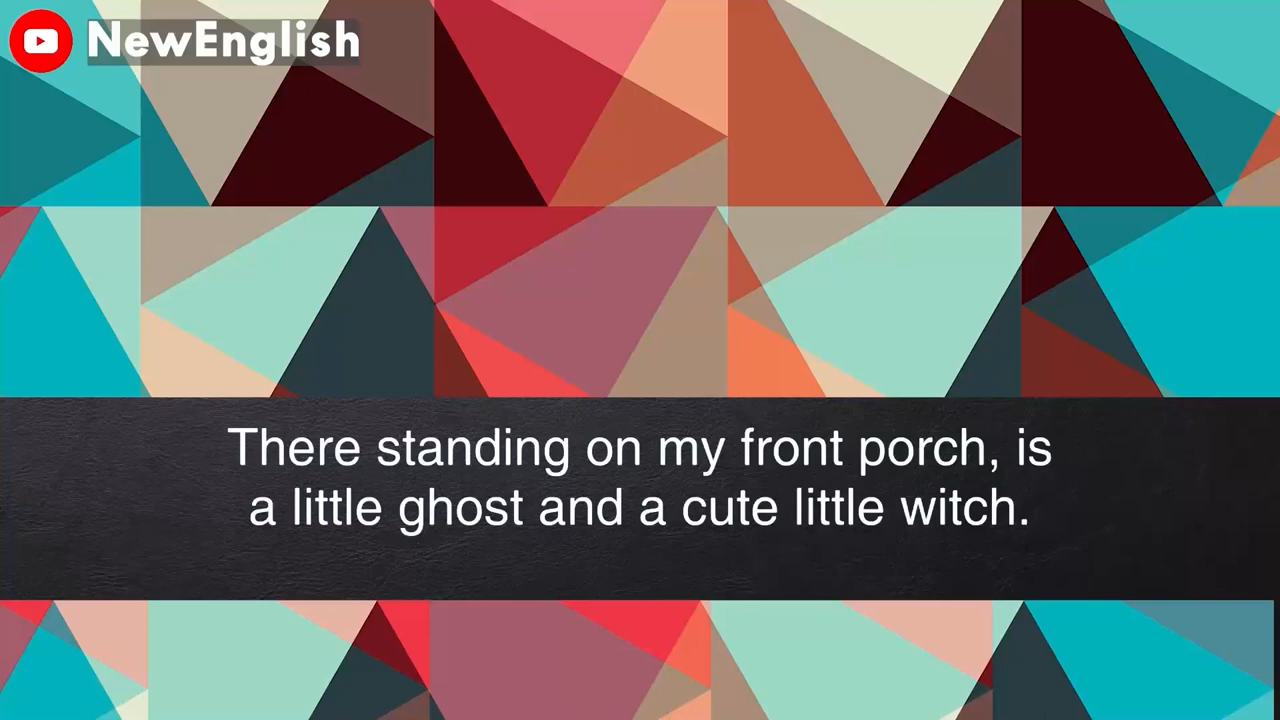 NewEnglish
There standing on my front porch, is
a little ghost and a cute little witch.